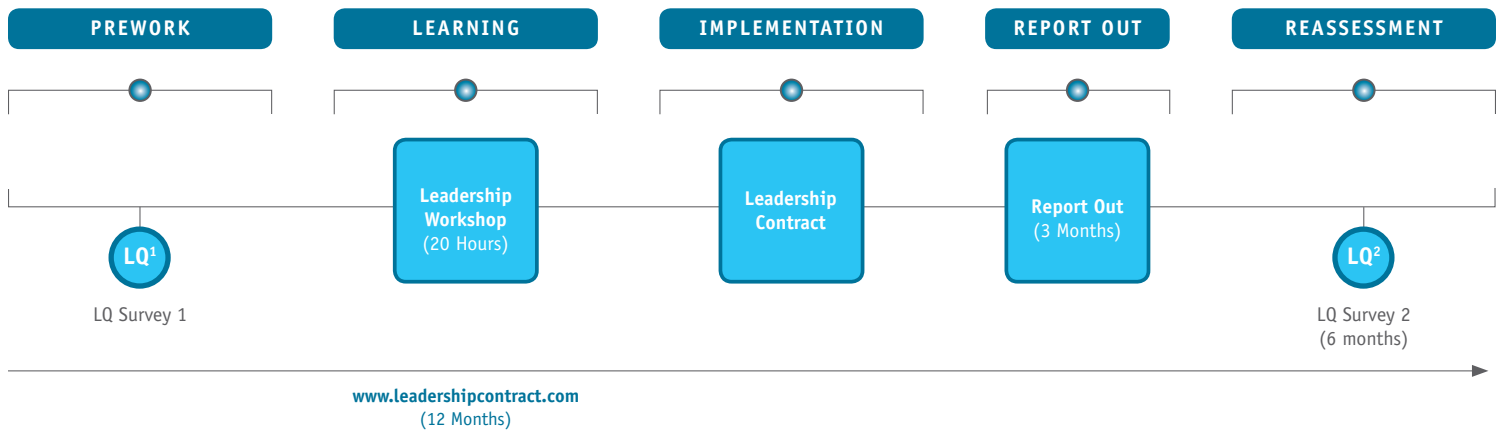 PREWORK
LEARNING
IMPLEMENTATION
REPORT OUT
REASSESSMENT
Leadership
Workshop
(20 Hours)
Leadership
Contract
Report Out
(3 Months)
LQ¹
LQ Survey 1
LQ²
LQ Survey 2
(6 months)
www.leadershipcontract.com
(12 Months)